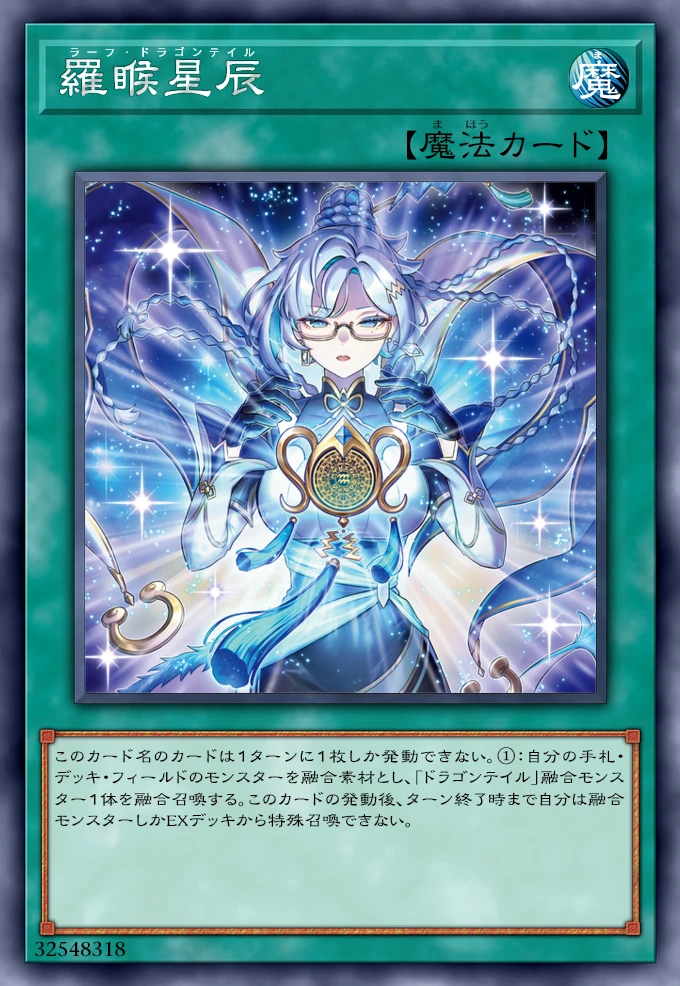 ラーフ・ドラゴンテイル
羅睺星辰
ま
魔
ま ほう
【魔法カード】
このカード名のカードは１ターンに１枚しか発動できない。①：自分の手札・
デッキ・フィールドのモンスターを融合素材とし、「ドラゴンテイル」融合モンス
ター１体を融合召喚する。このカードの発動後、ターン終了時まで自分は融合
モンスターしかEXデッキから特殊召喚できない。
32548318